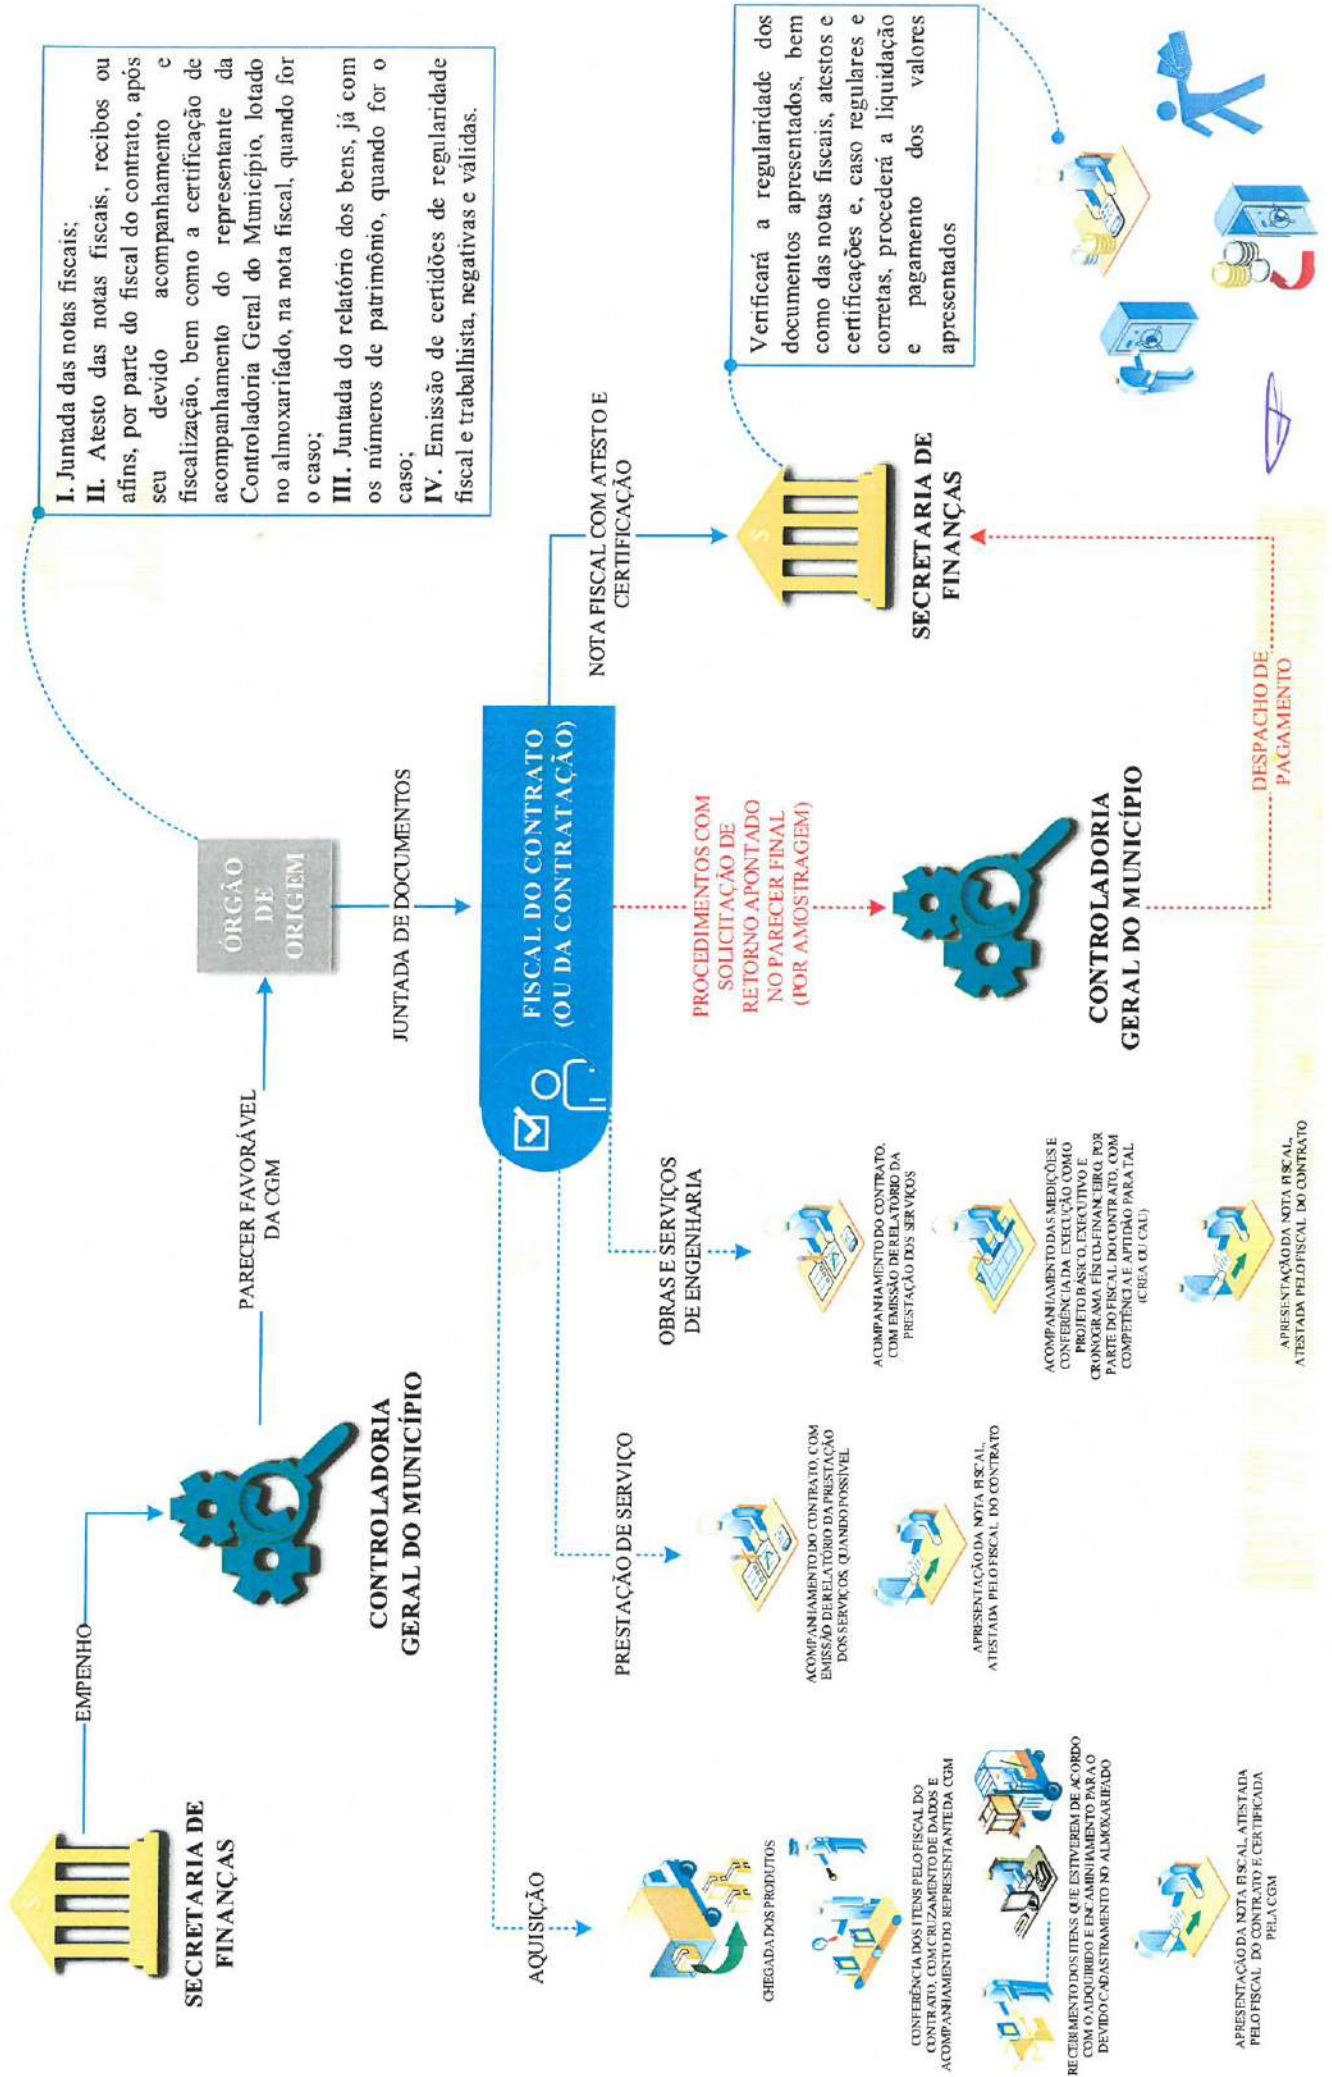 SECRETARIA DE
FINANÇAS
EMPENHO
CONTROLADORIA
GERAL DO MUNICÍPIO
PARECER FAVORÁVEL
DA CGM
ÓRGÃO
DE
ORIGEM
I. Juntada das notas fiscais;
II. Atesto das notas fiscais, recibos ou
afins, por parte do fiscal do contrato, após
seu devido acompanhamento e
fiscalização, bem como a certificação de
acompanhamento do representante da
Controladoria Geral do Município, lotado
no almoxarifado, na nota fiscal, quando for
o caso;
III. Juntada do relatório dos bens, já com
os números de patrimônio, quando for o
caso;
IV. Emissão de certidões de regularidade
fiscal e trabalhista, negativas e válidas.
JUNTADA DE DOCUMENTOS
FISCAL DO CONTRATO
(OU DA CONTRATAÇÃO)
NOTA FISCAL COM ATESTO E
CERTIFICAÇÃO
AQUISIÇÃO
CHEGADA DOS PRODUTOS
CONFERÊNCIA DOS ITENS PELO FISCAL DO
CONTRATO, COM CRUZAMENTO DE DADOS E
ACOMPANHAMENTO DO REPRESENTANTE DA CGM
RECEBIMENTO DOS ITENS QUE ESTIVEREM DE ACORDO
COM O ADQUIRIDO E ENCAMINHAMENTO PARA O
DEVIDO CADASTRAMENTO NO ALMOXARIFADO
APRESENTAÇÃO DA NOTA FISCAL, ATESTADA
PELO FISCAL DO CONTRATO E CERTIFICADA
PELA CGM
PRESTAÇÃO DE SERVIÇO
ACOMPANHAMENTO DO CONTRATO, COM
EMISSÃO DE RELATÓRIO DA PRESTAÇÃO
DOS SERVIÇOS, QUANDO POSSÍVEL
APRESENTAÇÃO DA NOTA FISCAL,
ATESTADA PELO FISCAL DO CONTRATO
OBRAS E SERVIÇOS
DE ENGENHARIA
ACOMPANHAMENTO DO CONTRATO,
COM EMISSÃO DE RELATÓRIO DA
PRESTAÇÃO DOS SERVIÇOS
ACOMPANHAMENTO DAS MEDIÇÕES E
CONFERÊNCIA DA EXECUÇÃO COM O
PROJETO BÁSICO, EXECUTIVO E
CRONOGRAMA FÍSICO-FINANCEIRO, POR
PARTE DO FISCAL DO CONTRATO, COM
COMPETÊNCIA E APTIDÃO PARA TAL
(CREA OU CAU)
APRESENTAÇÃO DA NOTA FISCAL,
ATESTADA PELO FISCAL DO CONTRATO
PROCEDIMENTOS COM
SOLICITAÇÃO DE
RETORNO APONTADO
NO PARECER FINAL
(POR AMOSTRAGEM)
CONTROLADORIA
GERAL DO MUNICÍPIO
DESPACHO DE
PAGAMENTO
SECRETARIA DE
FINANÇAS
Verificará a regularidade dos
documentos apresentados, bem
como das notas fiscais, atestos e
certificações e, caso regulares e
corretas, procederá a liquidação
e pagamento dos valores
apresentados